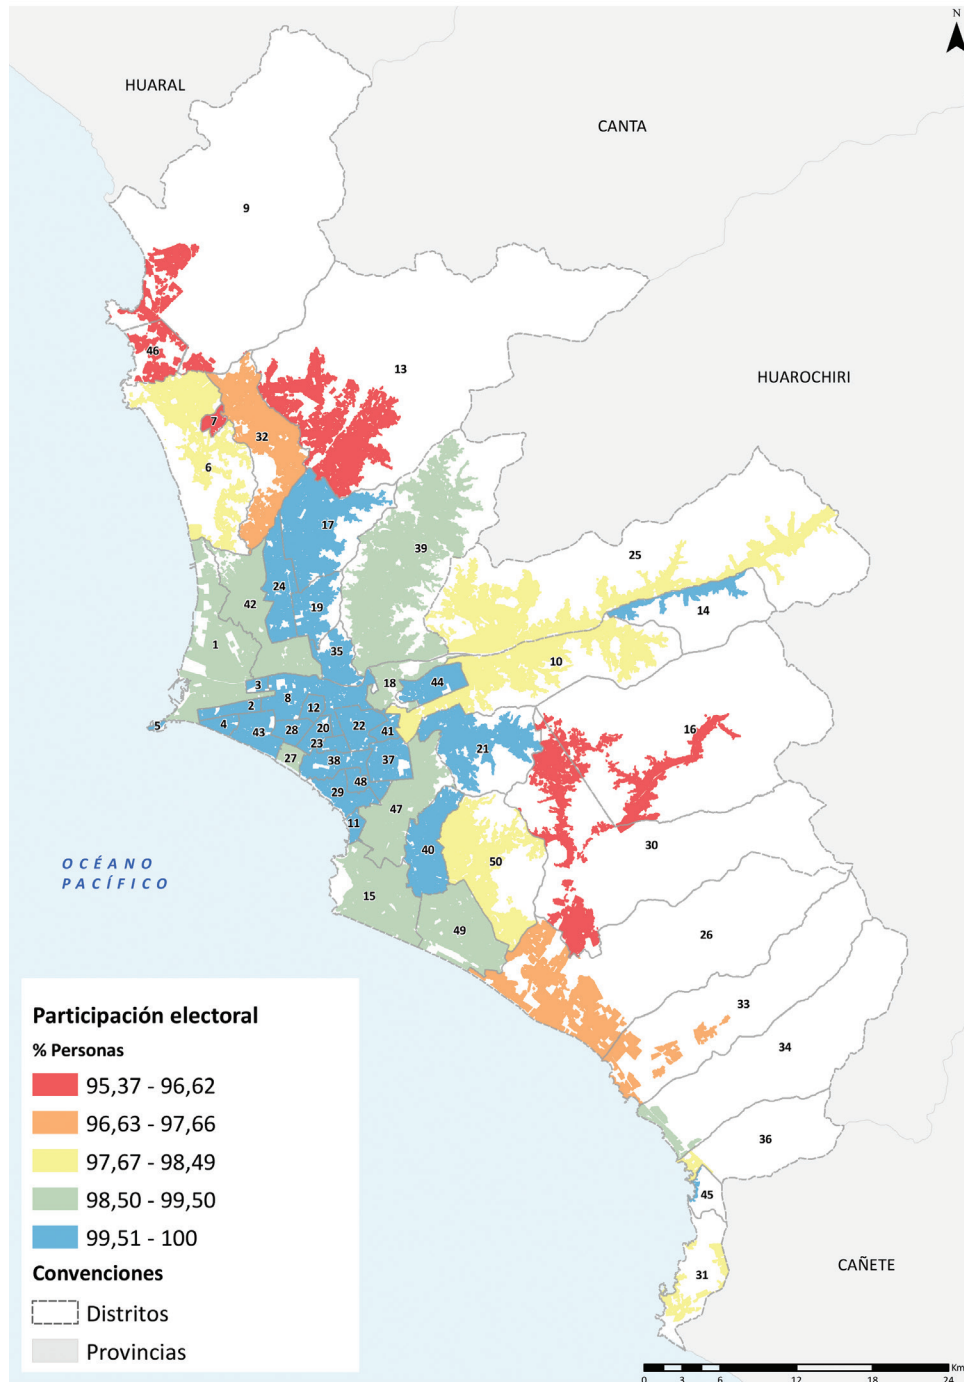 N
HUARAL
CANTA
9
46
13
HUAROCHIRI
7
32
6
17
39
25
24
19
42
14
1
35
10
18
44
3
8
2
12
5
4
43
28
20
22
41
16
23
21
27
38
37
48
29
47
11
40
30
50
OCÉANO
PACÍFICO
15
49
26
33
34
36
45
31
CAÑETE
Participación electoral
% Personas
95,37 - 96,62
96,63 - 97,66
97,67 - 98,49
98,50 - 99,50
99,51 - 100
Convenciones
Distritos
Provincias
Km
0 3 6 12 18 24